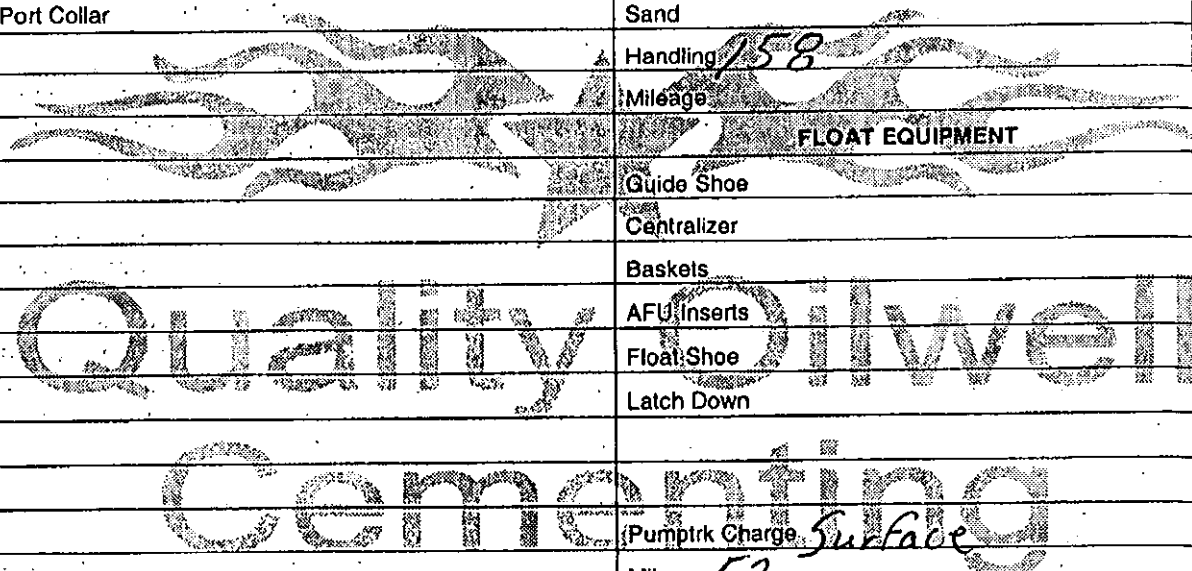 Port Collar
Sand
Handling 158
Mileage
FLOAT EQUIPMENT
Guide Shoe
Centralizer
Baskets
AFU Inserts
Float Shoe
Latch Down
Quality Oilwell
Cementing
Pumptrk Charge Surface